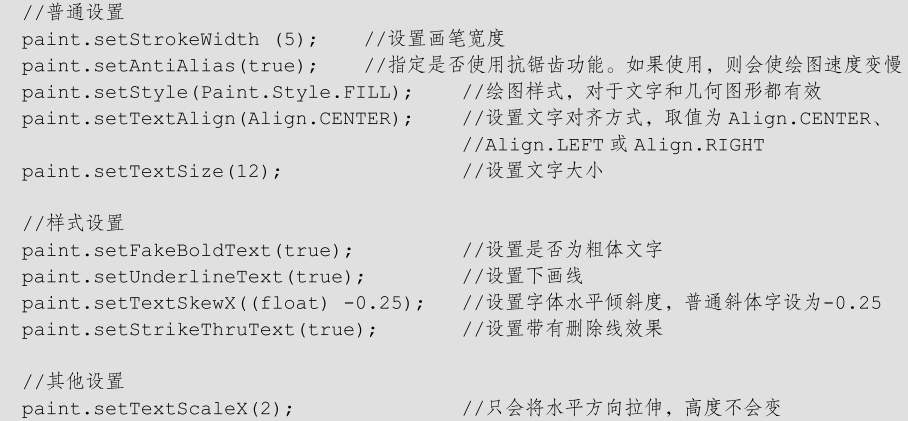 //普通设置
paint.setStrokeWidth (5);    //设置画笔宽度
paint.setAntiAlias(true);    //指定是否使用抗锯齿功能。如果使用，则会使绘图速度变慢
paint.setStyle(Paint.Style.FILL);    //绘图样式，对于文字和几何图形都有效
paint.setTextAlign(Align.CENTER);    //设置文字对齐方式，取值为 Align.CENTER、
//Align.LEFT 或 Align.RIGHT
paint.setTextSize(12);    //设置文字大小
//样式设置
paint.setFakeBoldText(true);    //设置是否为粗体文字
paint.setUnderlineText(true);    //设置下画线
paint.setTextSkewX((float) -0.25);    //设置字体水平倾斜度，普通斜体字设为-0.25
paint.setStrikeThruText(true);    //设置带有删除线效果
//其他设置
paint.setTextScaleX(2);    //只会将水平方向拉伸，高度不会变